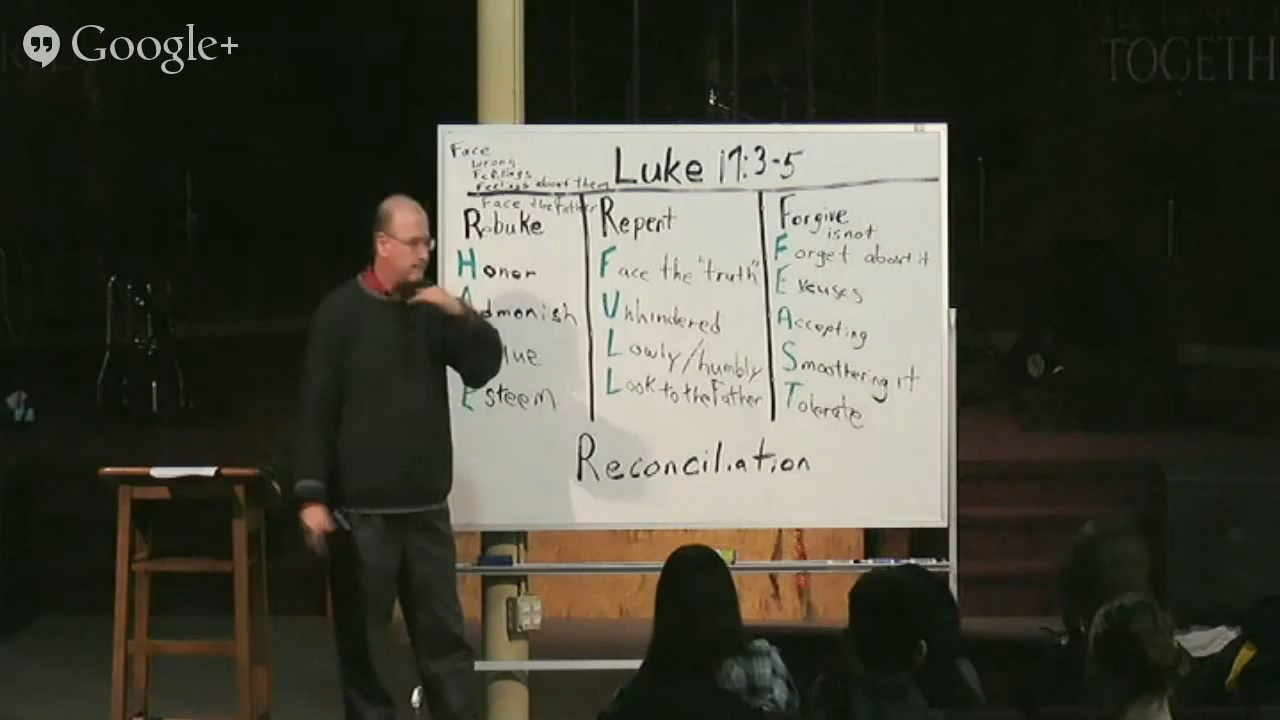 Google+
TOGETH
Luke 17:3-5
Face
wrong
Feelings
Feelings about them
Face the Father
Rebuke
Honor
Admonish
lue
Esteem
Repent
Face the "truth"
Unhindered
Lowly/humbly
Look to the Father
Forgive
is not
Forget about it
Excuses
Accepting
Smoothering it
Tolerate
Reconciliation